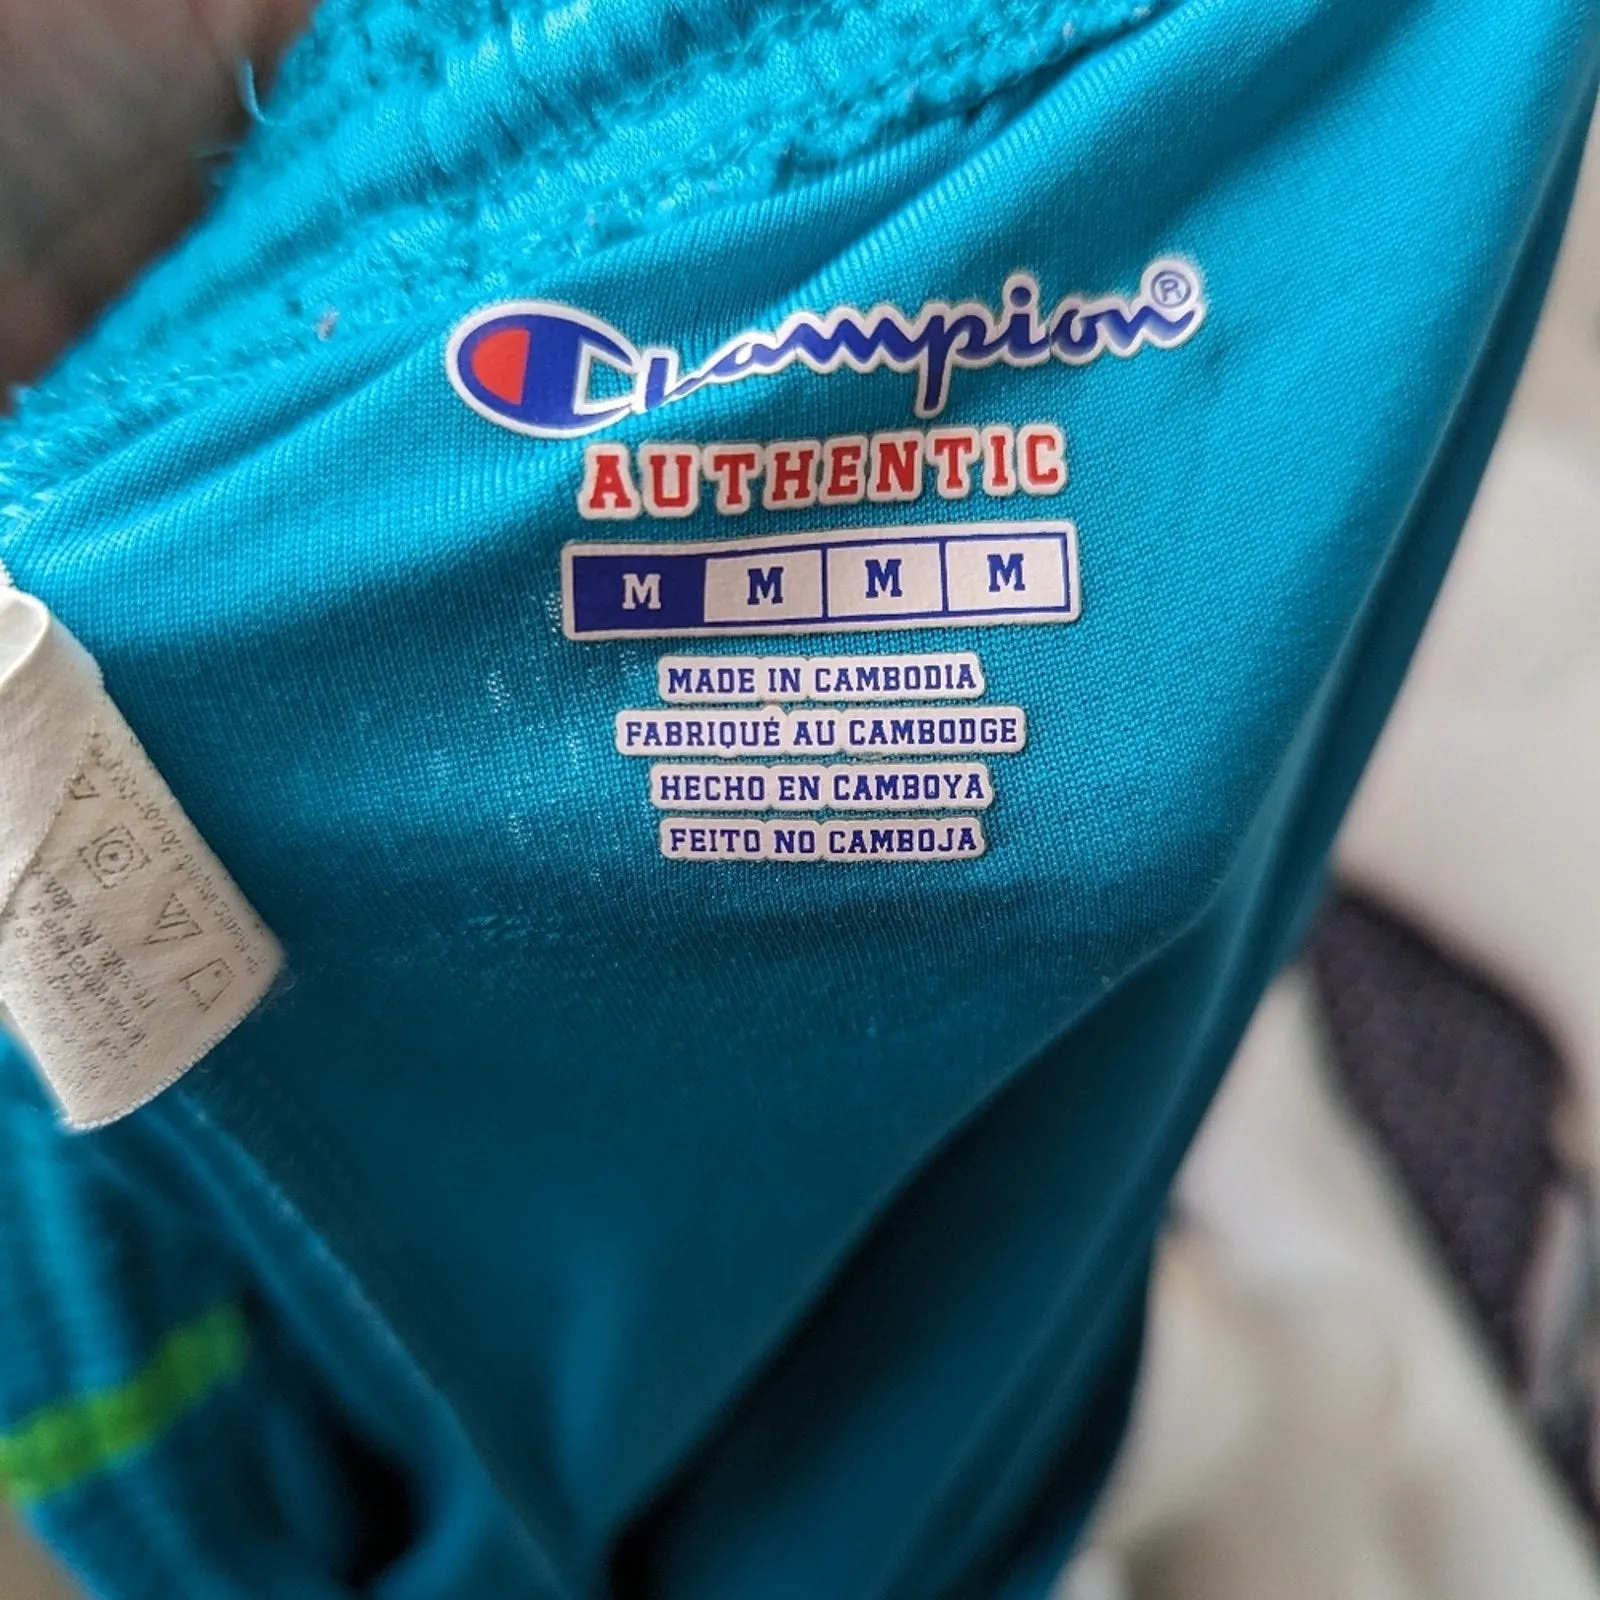 Champion®
AUTHENTIC
M M M M
MADE IN CAMBODIA
FABRIQUÉ AU CAMBODGE
HECHO EN CAMBOYA
FEITO NO CAMBOJA